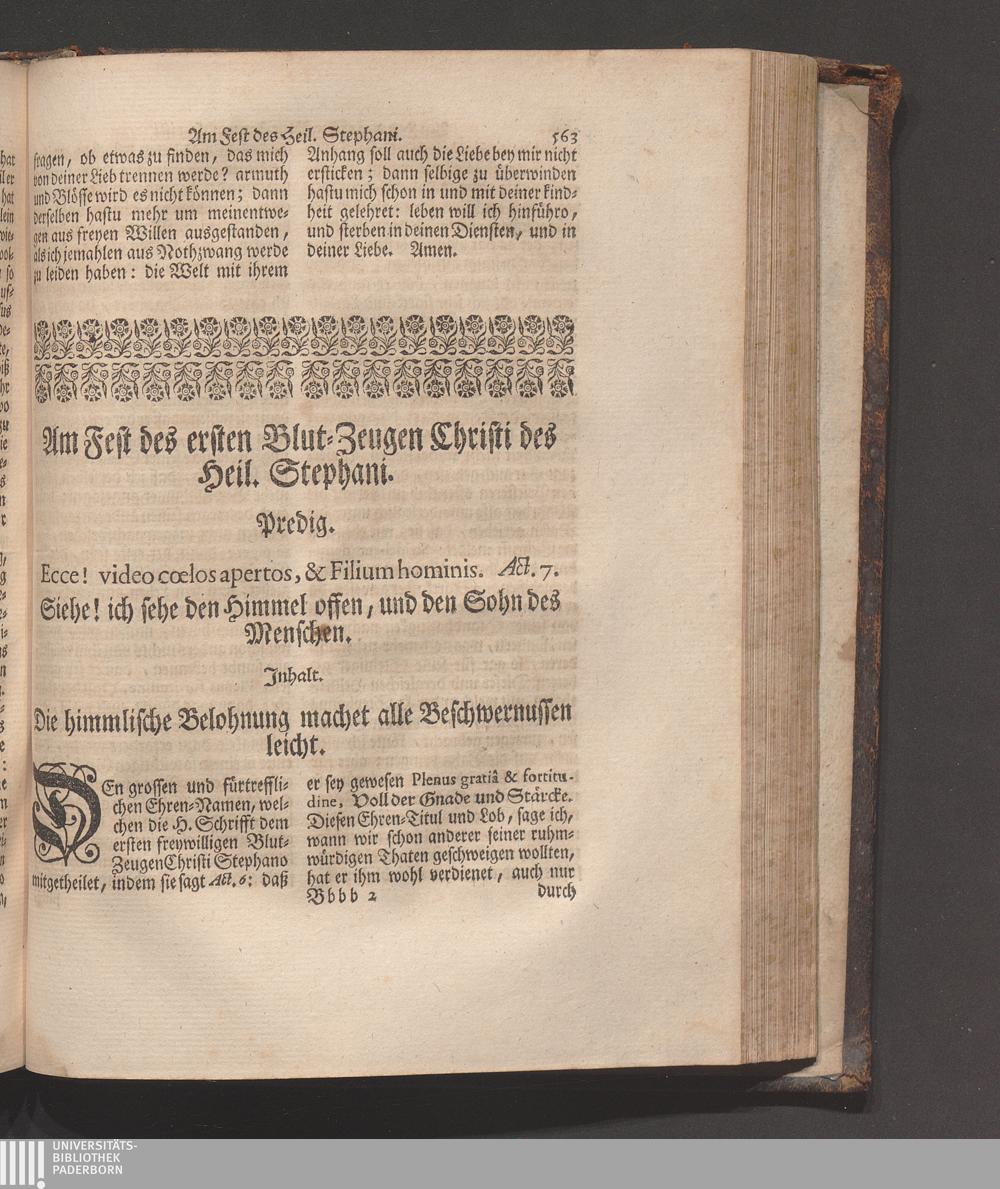 Am Fest des Heil. Stephani. 563
fragen, ob etwas zu finden, das mich
von deiner Lieb trennen werde? armuth
und Blösse wird es nicht können; dann
derselben hastu mehr um meinentwe-
gen aus freyen Willen ausgestanden,
als ich jemahlen aus Nothzwang werde
zu leiden haben: die Welt mit ihrem
Anhang soll auch die Liebe bey mir nicht
ersticken; dann selbige zu überwinden
hastu mich schon in und mit deiner kind-
heit gelehret: leben will ich hinführo,
und sterben in deinen Diensten, und in
deiner Liebe. Amen.
Am Fest des ersten Blut-Zeugen Christi des
Heil. Stephani.
Predig.
Ecce! video cœlos apertos, & Filium hominis. Act. 7.
Siehe! ich sehe den Himmel offen, und den Sohn des
Menschen.
Inhalt.
Die himmlische Belohnung machet alle Beschwernussen
leicht.
DEn grossen und fürtreffli-
chen Ehren-Namen, wel-
chen die H. Schrifft dem
ersten freywilligen Blut-
Zeugen Christi Stephano
mitgetheilet, indem sie sagt Act. 6: daß
er sey gewesen Plenus gratiâ & fortitu-
dine, Voll der Gnade und Stärcke.
Diesen Ehren-Titul und Lob, sage ich,
wann wir schon anderer seiner ruhm-
würdigen Thaten geschweigen wollten,
hat er ihm wohl verdienet, auch nur
Bbbb 2 durch
UNIVERSITÄTS-
BIBLIOTHEK
PADERBORN